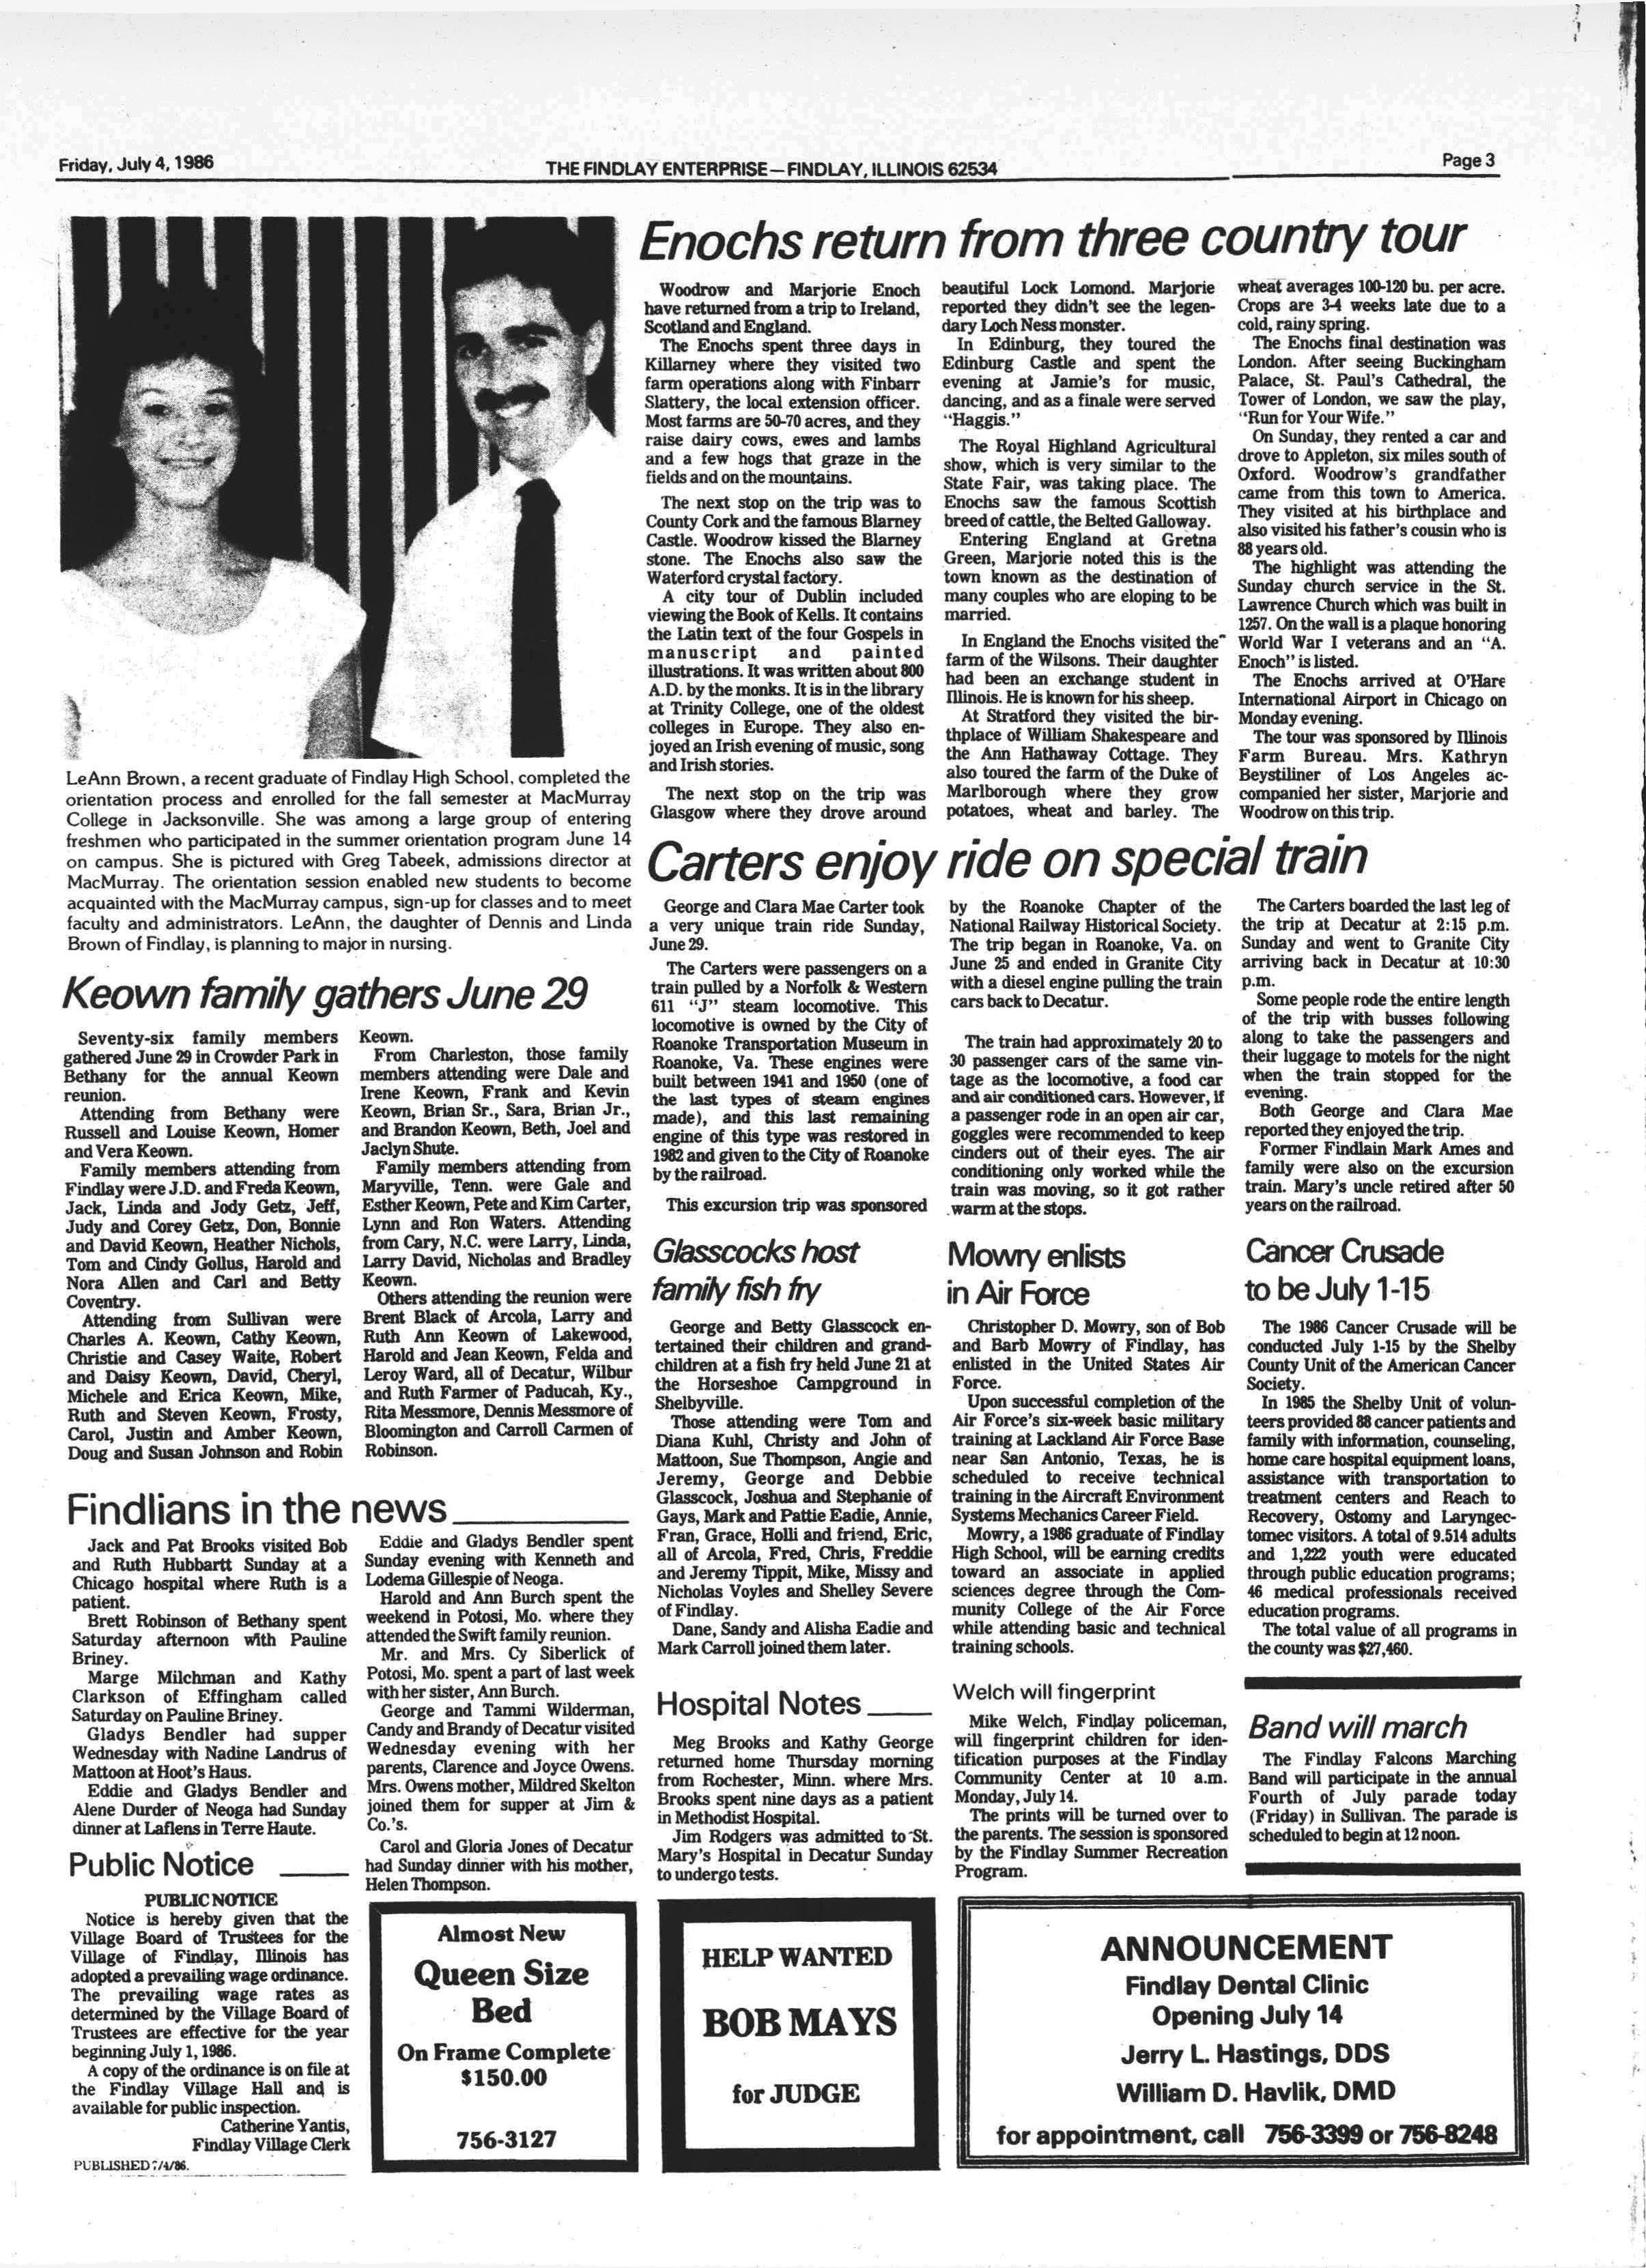 Friday, July 4, 1986
THE FINDLAY ENTERPRISE—FINDLAY, ILLINOIS 62534
Page 3
LeAnn Brown, a recent graduate of Findlay High School, completed the
orientation process and enrolled for the fall semester at MacMurray
College in Jacksonville. She was among a large group of entering
freshmen who participated in the summer orientation program June 14
on campus. She is pictured with Greg Tabeek, admissions director at
MacMurray. The orientation session enabled new students to become
acquainted with the MacMurray campus, sign-up for classes and to meet
faculty and administrators. LeAnn, the daughter of Dennis and Linda
Brown of Findlay, is planning to major in nursing.
Enochs return from three country tour
Woodrow and Marjorie Enoch
have returned from a trip to Ireland,
Scotland and England.
The Enochs spent three days in
Killarney where they visited two
farm operations along with Finbarr
Slattery, the local extension officer.
Most farms are 50-70 acres, and they
raise dairy cows, ewes and lambs
and a few hogs that graze in the
fields and on the mountains.
The next stop on the trip was to
County Cork and the famous Blarney
Castle. Woodrow kissed the Blarney
stone. The Enochs also saw the
Waterford crystal factory.
A city tour of Dublin included
viewing the Book of Kells. It contains
the Latin text of the four Gospels in
manuscript and painted
illustrations. It was written about 800
A.D. by the monks. It is in the library
at Trinity College, one of the oldest
colleges in Europe. They also en-
joyed an Irish evening of music, song
and Irish stories.
The next stop on the trip was
Glasgow where they drove around
beautiful Lock Lomond. Marjorie
reported they didn't see the legen-
dary Loch Ness monster.
In Edinburg, they toured the
Edinburg Castle and spent the
evening at Jamie's for music,
dancing, and as a finale were served
"Haggis."
The Royal Highland Agricultural
show, which is very similar to the
State Fair, was taking place. The
Enochs saw the famous Scottish
breed of cattle, the Belted Galloway.
Entering England at Gretna
Green, Marjorie noted this is the
town known as the destination of
many couples who are eloping to be
married.
In England the Enochs visited the
farm of the Wilsons. Their daughter
had been an exchange student in
Illinois. He is known for his sheep.
At Stratford they visited the bir-
thplace of William Shakespeare and
the Ann Hathaway Cottage. They
also toured the farm of the Duke of
Marlborough where they grow
potatoes, wheat and barley. The
wheat averages 100-120 bu. per acre.
Crops are 3-4 weeks late due to a
cold, rainy spring.
The Enochs final destination was
London. After seeing Buckingham
Palace, St. Paul's Cathedral, the
Tower of London, we saw the play,
"Run for Your Wife."
On Sunday, they rented a car and
drove to Appleton, six miles south of
Oxford. Woodrow's grandfather
came from this town to America.
They visited at his birthplace and
also visited his father's cousin who is
88 years old.
The highlight was attending the
Sunday church service in the St.
Lawrence Church which was built in
1257. On the wall is a plaque honoring
World War I veterans and an "A.
Enoch" is listed.
The Enochs arrived at O'Hare
International Airport in Chicago on
Monday evening.
The tour was sponsored by Illinois
Farm Bureau. Mrs. Kathryn
Beystiliner of Los Angeles ac-
companied her sister, Marjorie and
Woodrow on this trip.
Carters enjoy ride on special train
George and Clara Mae Carter took
a very unique train ride Sunday,
June 29.
The Carters were passengers on a
train pulled by a Norfolk & Western
611 "J" steam locomotive. This
locomotive is owned by the City of
Roanoke Transportation Museum in
Roanoke, Va. These engines were
built between 1941 and 1950 (one of
the last types of steam engines
made), and this last remaining
engine of this type was restored in
1982 and given to the City of Roanoke
by the railroad.
This excursion trip was sponsored
by the Roanoke Chapter of the
National Railway Historical Society.
The trip began in Roanoke, Va. on
June 25 and ended in Granite City
with a diesel engine pulling the train
cars back to Decatur.
The train had approximately 20 to
30 passenger cars of the same vin-
tage as the locomotive, a food car
and air conditioned cars. However, if
a passenger rode in an open air car,
goggles were recommended to keep
cinders out of their eyes. The air
conditioning only worked while the
train was moving, so it got rather
warm at the stops.
The Carters boarded the last leg of
the trip at Decatur at 2:15 p.m.
Sunday and went to Granite City
arriving back in Decatur at 10:30
p.m.
Some people rode the entire length
of the trip with busses following
along to take the passengers and
their luggage to motels for the night
when the train stopped for the
evening.
Both George and Clara Mae
reported they enjoyed the trip.
Former Findlain Mark Ames and
family were also on the excursion
train. Mary's uncle retired after 50
years on the railroad.
Keown family gathers June 29
Seventy-six family members
gathered June 29 in Crowder Park in
Bethany for the annual Keown
reunion.
Attending from Bethany were
Russell and Louise Keown, Homer
and Vera Keown.
Family members attending from
Findlay were J.D. and Freda Keown,
Jack, Linda and Jody Getz, Jeff,
Judy and Corey Getz, Don, Bonnie
and David Keown, Heather Nichols,
Tom and Cindy Gollus, Harold and
Nora Allen and Carl and Betty
Coventry.
Attending from Sullivan were
Charles A. Keown, Cathy Keown,
Christie and Casey Waite, Robert
and Daisy Keown, David, Cheryl,
Michele and Erica Keown, Mike,
Ruth and Steven Keown, Frosty,
Carol, Justin and Amber Keown,
Doug and Susan Johnson and Robin
Keown.
From Charleston, those family
members attending were Dale and
Irene Keown, Frank and Kevin
Keown, Brian Sr., Sara, Brian Jr.,
and Brandon Keown, Beth, Joel and
Jaclyn Shute.
Family members attending from
Maryville, Tenn. were Gale and
Esther Keown, Pete and Kim Carter,
Lynn and Ron Waters. Attending
from Cary, N.C. were Larry, Linda,
Larry David, Nicholas and Bradley
Keown.
Others attending the reunion were
Brent Black of Arcola, Larry and
Ruth Ann Keown of Lakewood,
Harold and Jean Keown, Felda and
Leroy Ward, all of Decatur, Wilbur
and Ruth Farmer of Paducah, Ky.,
Rita Messmore, Dennis Messmore of
Bloomington and Carroll Carmen of
Robinson.
Glasscocks host
family fish fry
George and Betty Glasscock en-
tertained their children and grand-
children at a fish fry held June 21 at
the Horseshoe Campground in
Shelbyville.
Those attending were Tom and
Diana Kuhl, Christy and John of
Mattoon, Sue Thompson, Angie and
Jeremy, George and Debbie
Glasscock, Joshua and Stephanie of
Gays, Mark and Pattie Eadie, Annie,
Fran, Grace, Holli and friend, Eric,
all of Arcola, Fred, Chris, Freddie
and Jeremy Tippit, Mike, Missy and
Nicholas Voyles and Shelley Severe
of Findlay.
Dane, Sandy and Alisha Eadie and
Mark Carroll joined them later.
Mowry enlists
in Air Force
Christopher D. Mowry, son of Bob
and Barb Mowry of Findlay, has
enlisted in the United States Air
Force.
Upon successful completion of the
Air Force's six-week basic military
training at Lackland Air Force Base
near San Antonio, Texas, he is
scheduled to receive technical
training in the Aircraft Environment
Systems Mechanics Career Field.
Mowry, a 1986 graduate of Findlay
High School, will be earning credits
toward an associate in applied
sciences degree through the Com-
munity College of the Air Force
while attending basic and technical
training schools.
Cancer Crusade
to be July 1-15
The 1986 Cancer Crusade will be
conducted July 1-15 by the Shelby
County Unit of the American Cancer
Society.
In 1985 the Shelby Unit of volun-
teers provided 88 cancer patients and
family with information, counseling,
home care hospital equipment loans,
assistance with transportation to
treatment centers and Reach to
Recovery, Ostomy and Laryngec-
tomec visitors. A total of 9.514 adults
and 1,222 youth were educated
through public education programs;
46 medical professionals received
education programs.
The total value of all programs in
the county was $27,460.
Findlians in the news
Jack and Pat Brooks visited Bob
and Ruth Hubbartt Sunday at a
Chicago hospital where Ruth is a
patient.
Brett Robinson of Bethany spent
Saturday afternoon with Pauline
Briney.
Marge Milchman and Kathy
Clarkson of Effingham called
Saturday on Pauline Briney.
Gladys Bendler had supper
Wednesday with Nadine Landrus of
Mattoon at Hoot's Haus.
Eddie and Gladys Bendler and
Alene Durder of Neoga had Sunday
dinner at Laflens in Terre Haute.
Eddie and Gladys Bendler spent
Sunday evening with Kenneth and
Lodema Gillespie of Neoga.
Harold and Ann Burch spent the
weekend in Potosi, Mo. where they
attended the Swift family reunion.
Mr. and Mrs. Cy Siberlick of
Potosi, Mo. spent a part of last week
with her sister, Ann Burch.
George and Tammi Wilderman,
Candy and Brandy of Decatur visited
Wednesday evening with her
parents, Clarence and Joyce Owens.
Mrs. Owens mother, Mildred Skelton
joined them for supper at Jim &
Co.'s.
Carol and Gloria Jones of Decatur
had Sunday dinner with his mother,
Helen Thompson.
Hospital Notes
Meg Brooks and Kathy George
returned home Thursday morning
from Rochester, Minn. where Mrs.
Brooks spent nine days as a patient
in Methodist Hospital.
Jim Rodgers was admitted to St.
Mary's Hospital in Decatur Sunday
to undergo tests.
Welch will fingerprint
Mike Welch, Findlay policeman,
will fingerprint children for iden-
tification purposes at the Findlay
Community Center at 10 a.m.
Monday, July 14.
The prints will be turned over to
the parents. The session is sponsored
by the Findlay Summer Recreation
Program.
Band will march
The Findlay Falcons Marching
Band will participate in the annual
Fourth of July parade today
(Friday) in Sullivan. The parade is
scheduled to begin at 12 noon.
Public Notice
PUBLIC NOTICE
Notice is hereby given that the
Village Board of Trustees for the
Village of Findlay, Illinois has
adopted a prevailing wage ordinance.
The prevailing wage rates as
determined by the Village Board of
Trustees are effective for the year
beginning July 1, 1986.
A copy of the ordinance is on file at
the Findlay Village Hall and is
available for public inspection.
Catherine Yantis,
Findlay Village Clerk
PUBLISHED 7/4/86.
Almost New
Queen Size
Bed
On Frame Complete
$150.00
756-3127
HELP WANTED
BOB MAYS
for JUDGE
ANNOUNCEMENT
Findlay Dental Clinic
Opening July 14
Jerry L. Hastings, DDS
William D. Havlik, DMD
for appointment, call 756-3399 or 756-8248